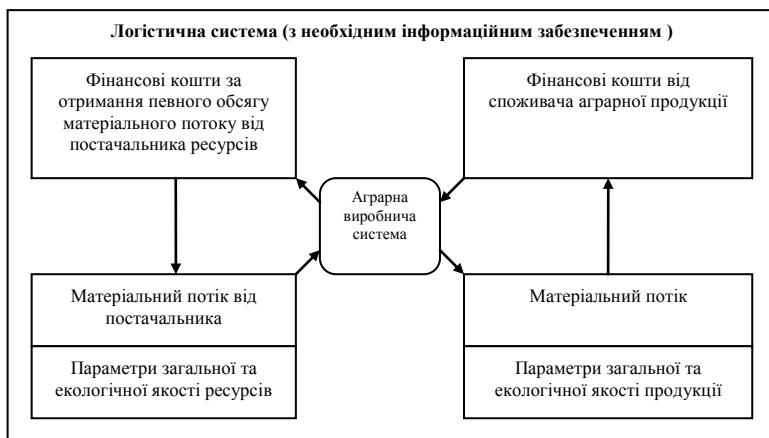 Логістична система (з необхідним інформаційним забезпеченням )
Фінансові кошти за
отримання певного обсягу
матеріального потоку від
постачальника ресурсів
Фінансові кошти від
споживача аграрної продукції
Аграрна
виробнича
система
Матеріальний потік від
постачальника
Параметри загальної та
екологічної якості ресурсів
Матеріальний потік
Параметри загальної та
екологічної якості продукції